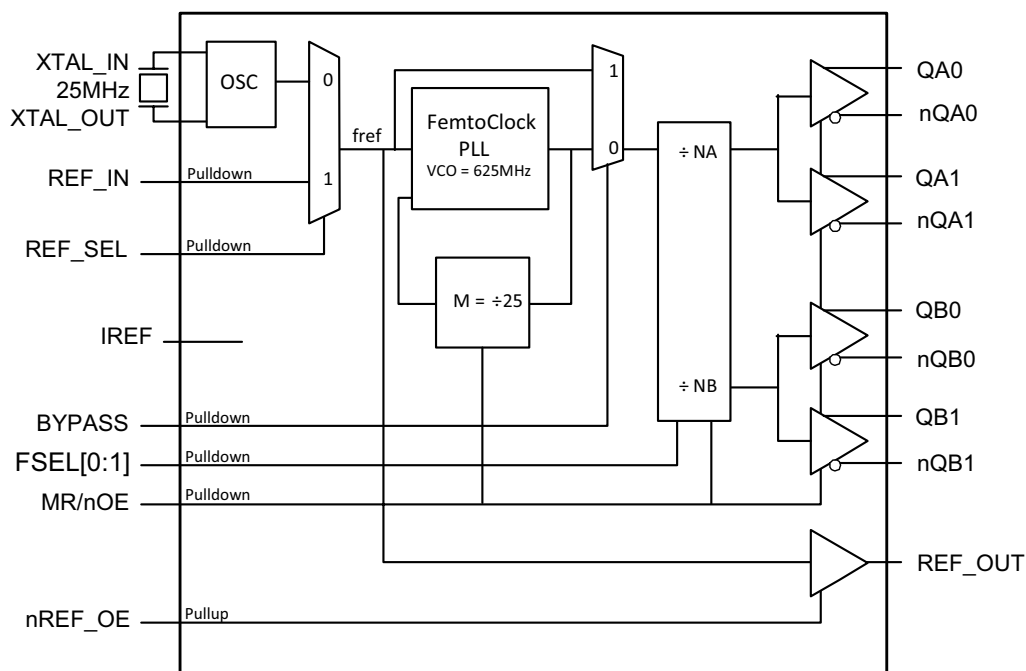 XTAL_IN
25MHz
XTAL_OUT
OSC
0
1
REF_IN
Pulldown
REF_SEL
Pulldown
fref
FemtoClock
PLL
VCO = 625MHz
M = ÷25
1
0
÷ NA
÷ NB
IREF
BYPASS
Pulldown
FSEL[0:1]
Pulldown
MR/nOE
Pulldown
nREF_OE
Pullup
QA0
nQA0
QA1
nQA1
QB0
nQB0
QB1
nQB1
REF_OUT